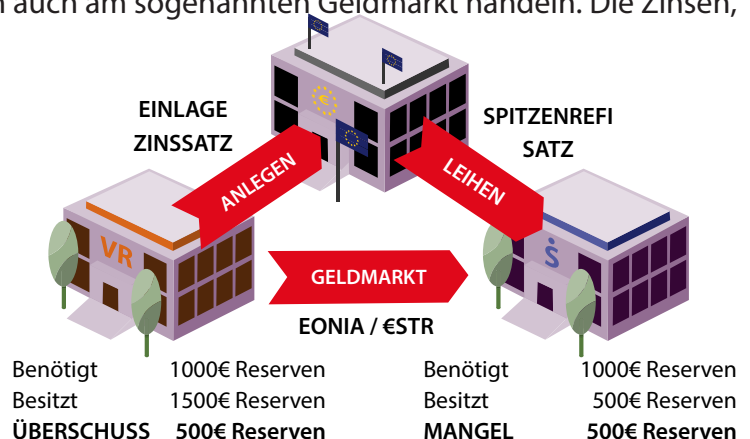 auch am sogenannten Geldmarkt handeln. Die Zinsen,
EINLAGE
ZINSSATZ
SPITZENREFI
SATZ
ANLEGEN
LEIHEN
VR
S
GELDMARKT
EONIA / €STR
Benötigt 1000€ Reserven
Besitzt 1500€ Reserven
ÜBERSCHUSS 500€ Reserven
Benötigt 1000€ Reserven
Besitzt 500€ Reserven
MANGEL 500€ Reserven